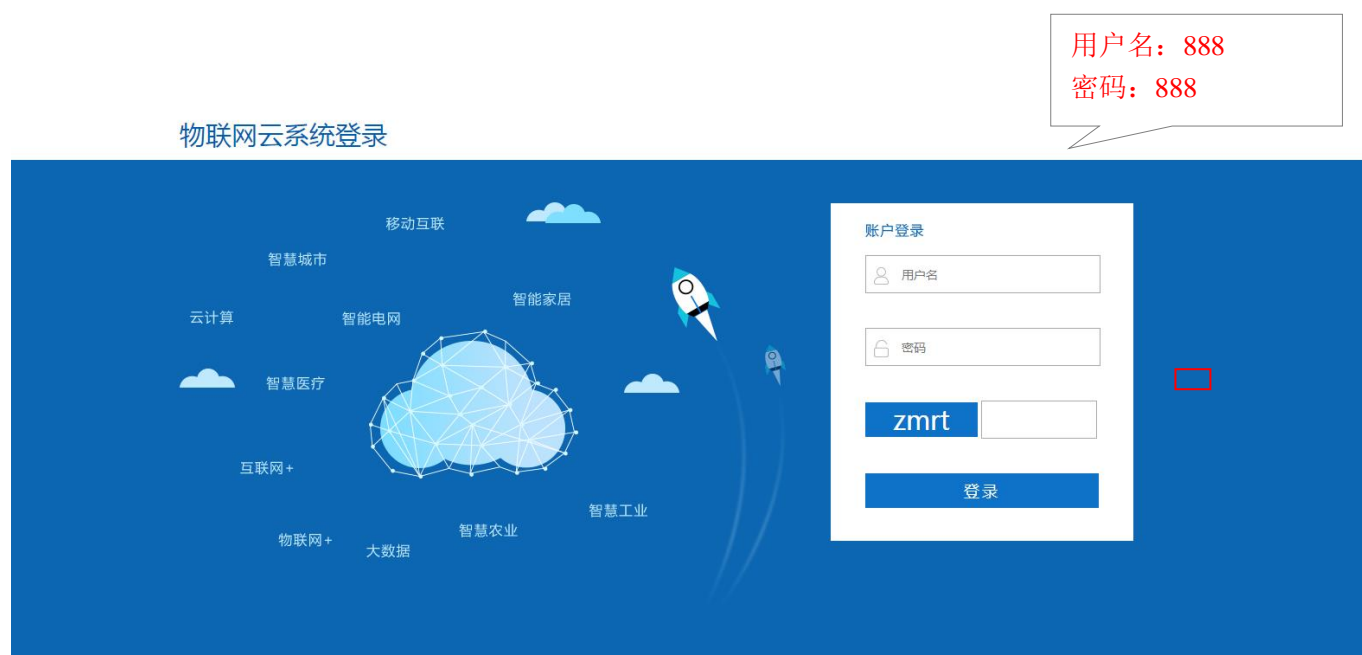 用户名：888
密码：888
物联网云系统登录
移动互联
智慧城市
智能家居
云计算
智能电网
智慧医疗
互联网+
智慧工业
智慧农业
物联网+
大数据
账户登录
用户名
密码
zmrt
登录